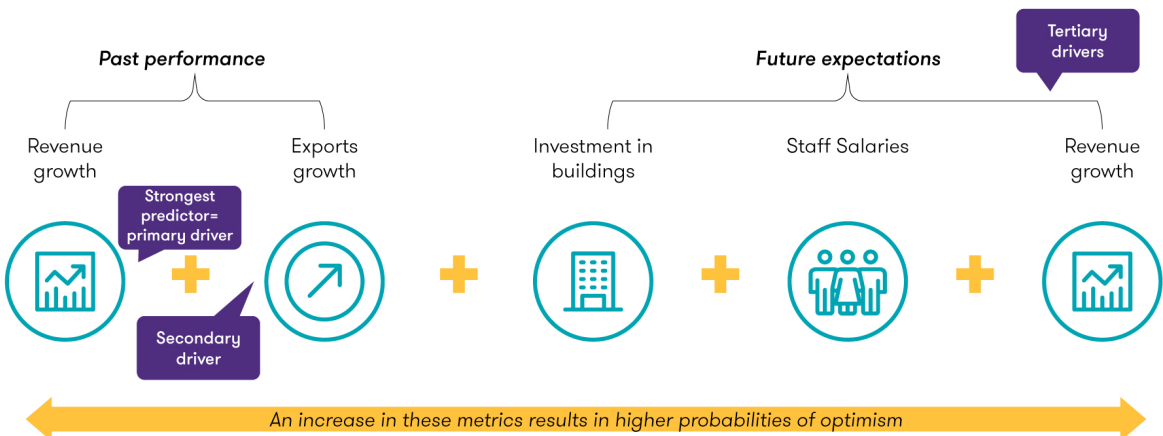 Past performance
Future expectations
Tertiary
drivers
Revenue
growth
Exports
growth
Investment in
buildings
Staff Salaries
Revenue
growth
Strongest
predictor=
primary driver
Secondary
driver
An increase in these metrics results in higher probabilities of optimism